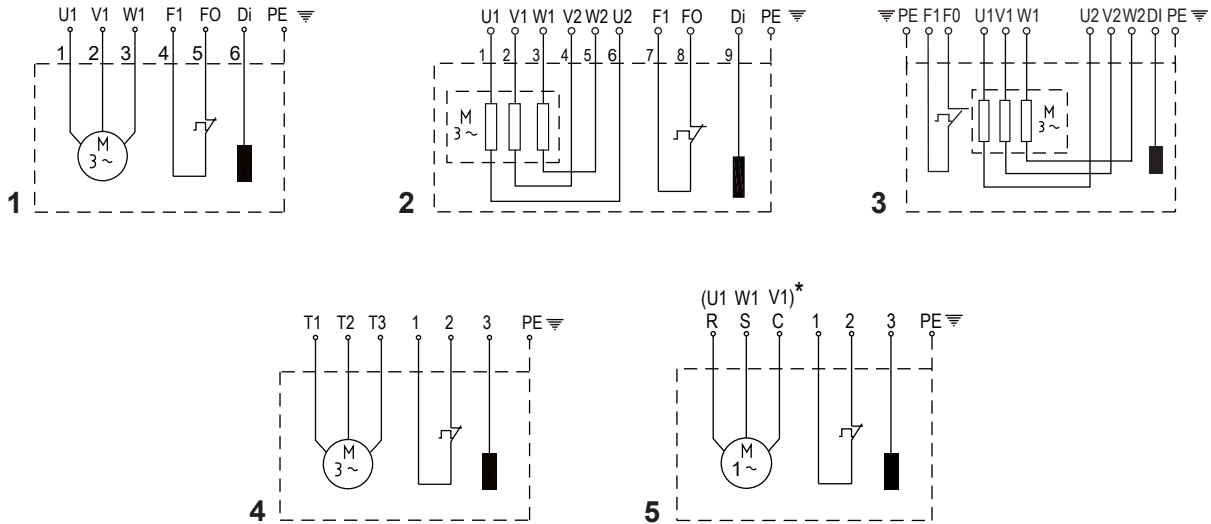 U1 V1 W1 F1 FO Di PE
1 2 3 4 5 6
M
3 ~
1
U1 V1 W1 V2 W2 U2 F1 FO Di PE
1 2 3 4 5 6 7 8 9
M
3 ~
2
PE F1 F0 U1 V1 W1 U2 V2 W2 DI PE
M
3 ~
3
T1 T2 T3 1 2 3 PE
M
3 ~
4
(U1 W1 V1)*
R S C 1 2 3 PE
M
1 ~
5